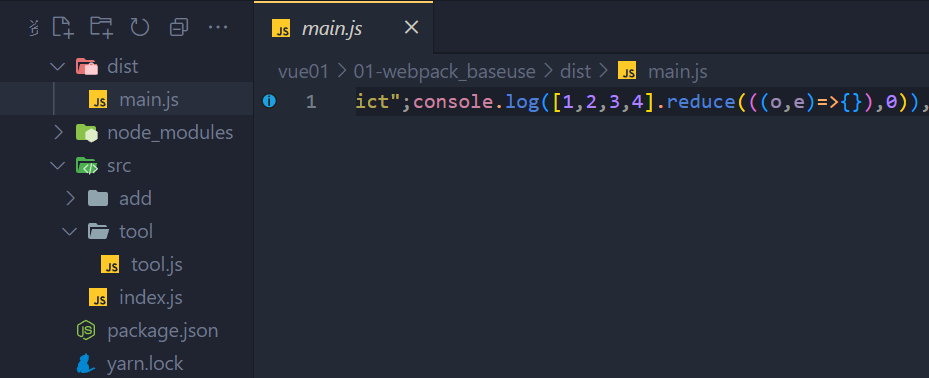 main.js
vue01 > 01-webpack_baseuse > dist > JS main.js
1 ict";console.log([1,2,3,4].reduce(((o,e)=>{}),0)),
dist
JS main.js
node_modules
src
add
tool
JS tool.js
JS index.js
package.json
yarn.lock